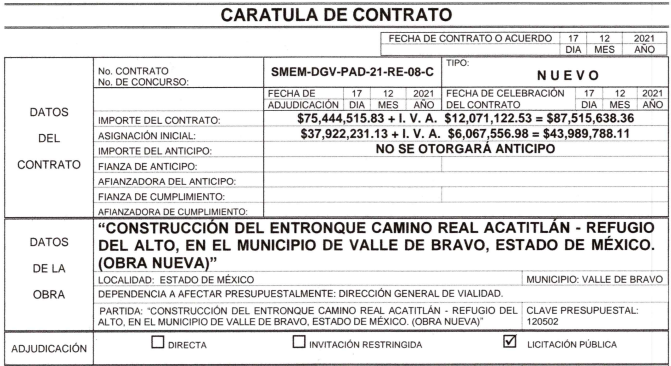 CARATULA DE CONTRATO
FECHA DE CONTRATO O ACUERDO 17 12 2021
DIA MES AÑO
No. CONTRATO
No. DE CONCURSO:
SMEM-DGV-PAD-21-RE-08-C
TIPO:
NUEVO
FECHA DE 17 12 2021 FECHA DE CELEBRACIÓN 17 12 2021
ADJUDICACIÓN DIA MES AÑO DEL CONTRATO DIA MES AÑO
DATOS
DEL
CONTRATO
IMPORTE DEL CONTRATO: $75,444,515.83 + I. V. A. $12,071,122.53 = $87,515,638.36
ASIGNACIÓN INICIAL: $37,922,231.13 + I. V. A. $6,067,556.98 = $43,989,788.11
IMPORTE DEL ANTICIPO: NO SE OTORGARÁ ANTICIPO
FIANZA DE ANTICIPO:
AFIANZADORA DEL ANTICIPO:
FIANZA DE CUMPLIMIENTO:
AFIANZADORA DE CUMPLIMIENTO:
DATOS
DE LA
OBRA
“CONSTRUCCIÓN DEL ENTRONQUE CAMINO REAL ACATITLÁN - REFUGIO
DEL ALTO, EN EL MUNICIPIO DE VALLE DE BRAVO, ESTADO DE MÉXICO.
(OBRA NUEVA)”
LOCALIDAD: ESTADO DE MÉXICO MUNICIPIO: VALLE DE BRAVO
DEPENDENCIA A AFECTAR PRESUPUESTALMENTE: DIRECCIÓN GENERAL DE VIALIDAD.
PARTIDA: “CONSTRUCCIÓN DEL ENTRONQUE CAMINO REAL ACATITLÁN - REFUGIO DEL
ALTO, EN EL MUNICIPIO DE VALLE DE BRAVO, ESTADO DE MÉXICO. (OBRA NUEVA)”
CLAVE PRESUPUESTAL:
120502
ADJUDICACIÓN ☐ DIRECTA ☐ INVITACIÓN RESTRINGIDA ☑ LICITACIÓN PÚBLICA